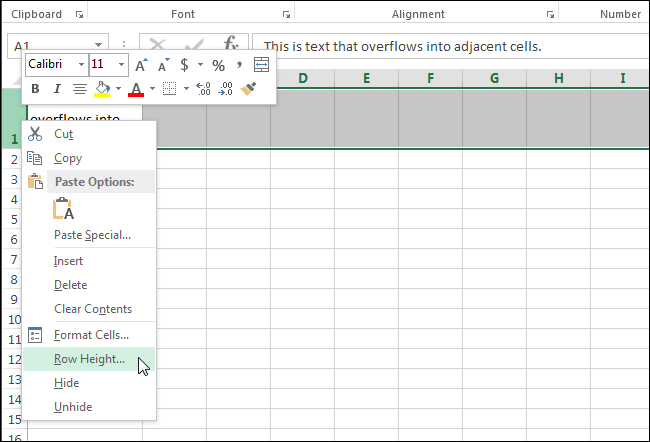 Clipboard Font Alignment Number
A1 fx This is text that overflows into adjacent cells.
Calibri 11 A A $ % ,
B I A .00 .00
D E F G H I
overflows into
1
Cut
2
Copy
3
Paste Options:
4
5
Paste Special...
6
Insert
7
Delete
8
Clear Contents
9
10
Format Cells...
11
Row Height...
12
Hide
13
Unhide
14
15
16